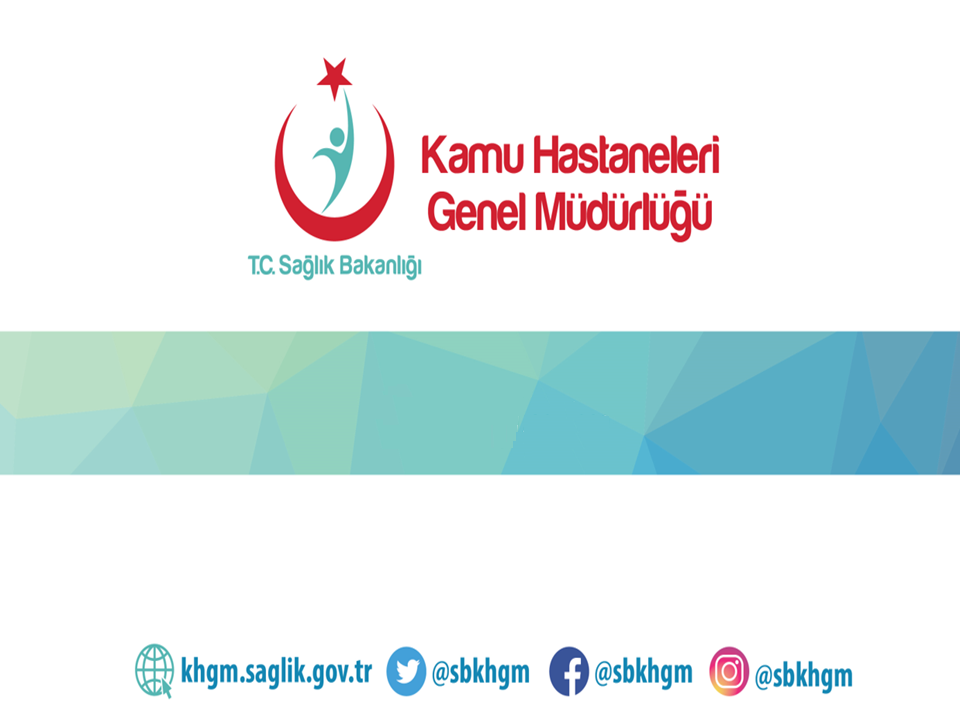 Kamu Hastaneleri
Genel Müdürlüğü
T.C. Sağlık Bakanlığı
khgm.saglik.gov.tr @sbkhgm @sbkhgm @sbkhgm